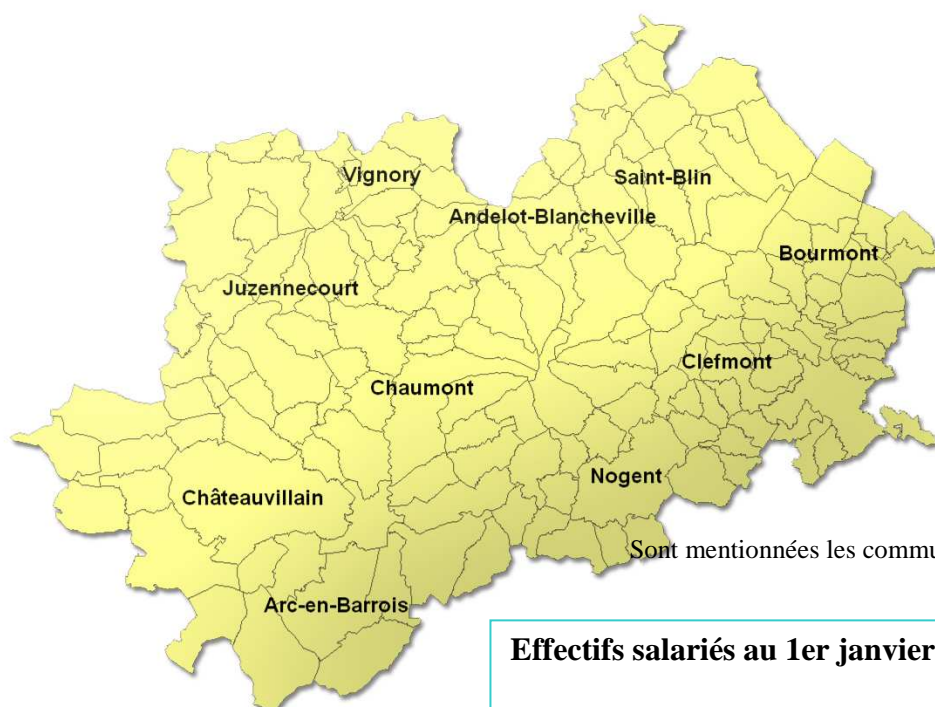 Vignory
Saint-Blin
Andelot-Blancheville
Bourmont
Juzennecourt
Clefmont
Chaumont
Nogent
Châteauvillain
Sont mentionnées les commu
Arc-en-Barrois
Effectifs salariés au 1er janvier